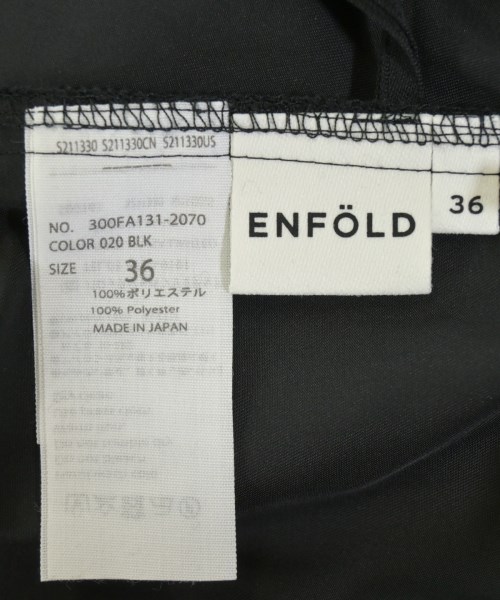 S211330 S211330CN S211330US
NO. 300FA131-2070
COLOR 020 BLK
SIZE 36
100%ポリエステル
100% Polyester
MADE IN JAPAN
ENFÖLD
36